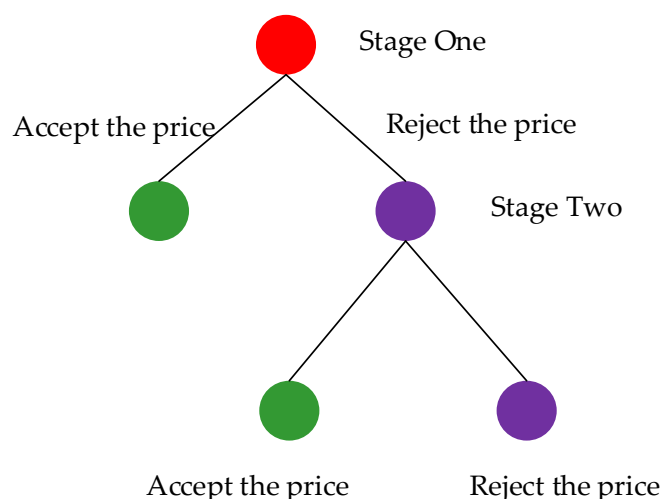 Stage One
Accept the price
Reject the price
Stage Two
Accept the price
Reject the price